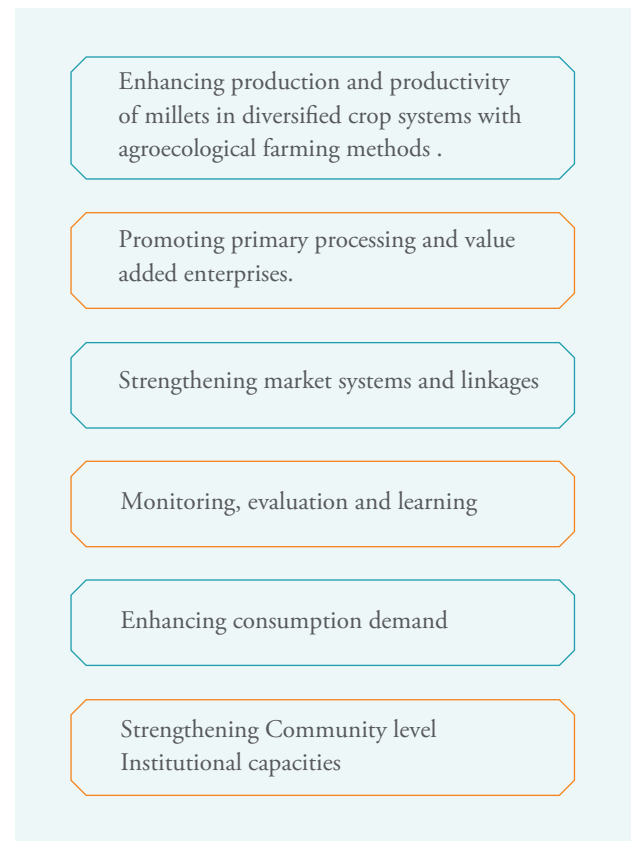 Enhancing production and productivity
of millets in diversified crop systems with
agroecological farming methods .
Promoting primary processing and value
added enterprises.
Strengthening market systems and linkages
Monitoring, evaluation and learning
Enhancing consumption demand
Strengthening Community level
Institutional capacities